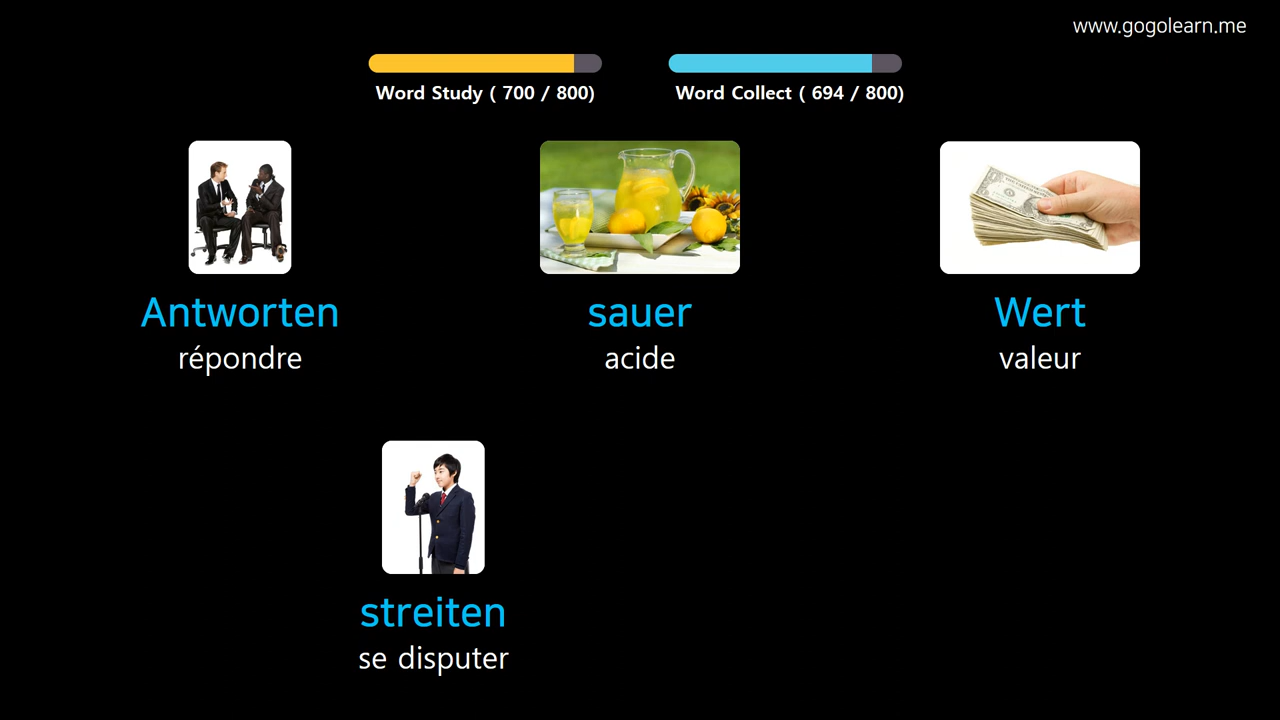 www.gogolearn.me
Word Study ( 700 / 800)
Word Collect ( 694 / 800)
Antworten
répondre
sauer
acide
Wert
valeur
streiten
se disputer